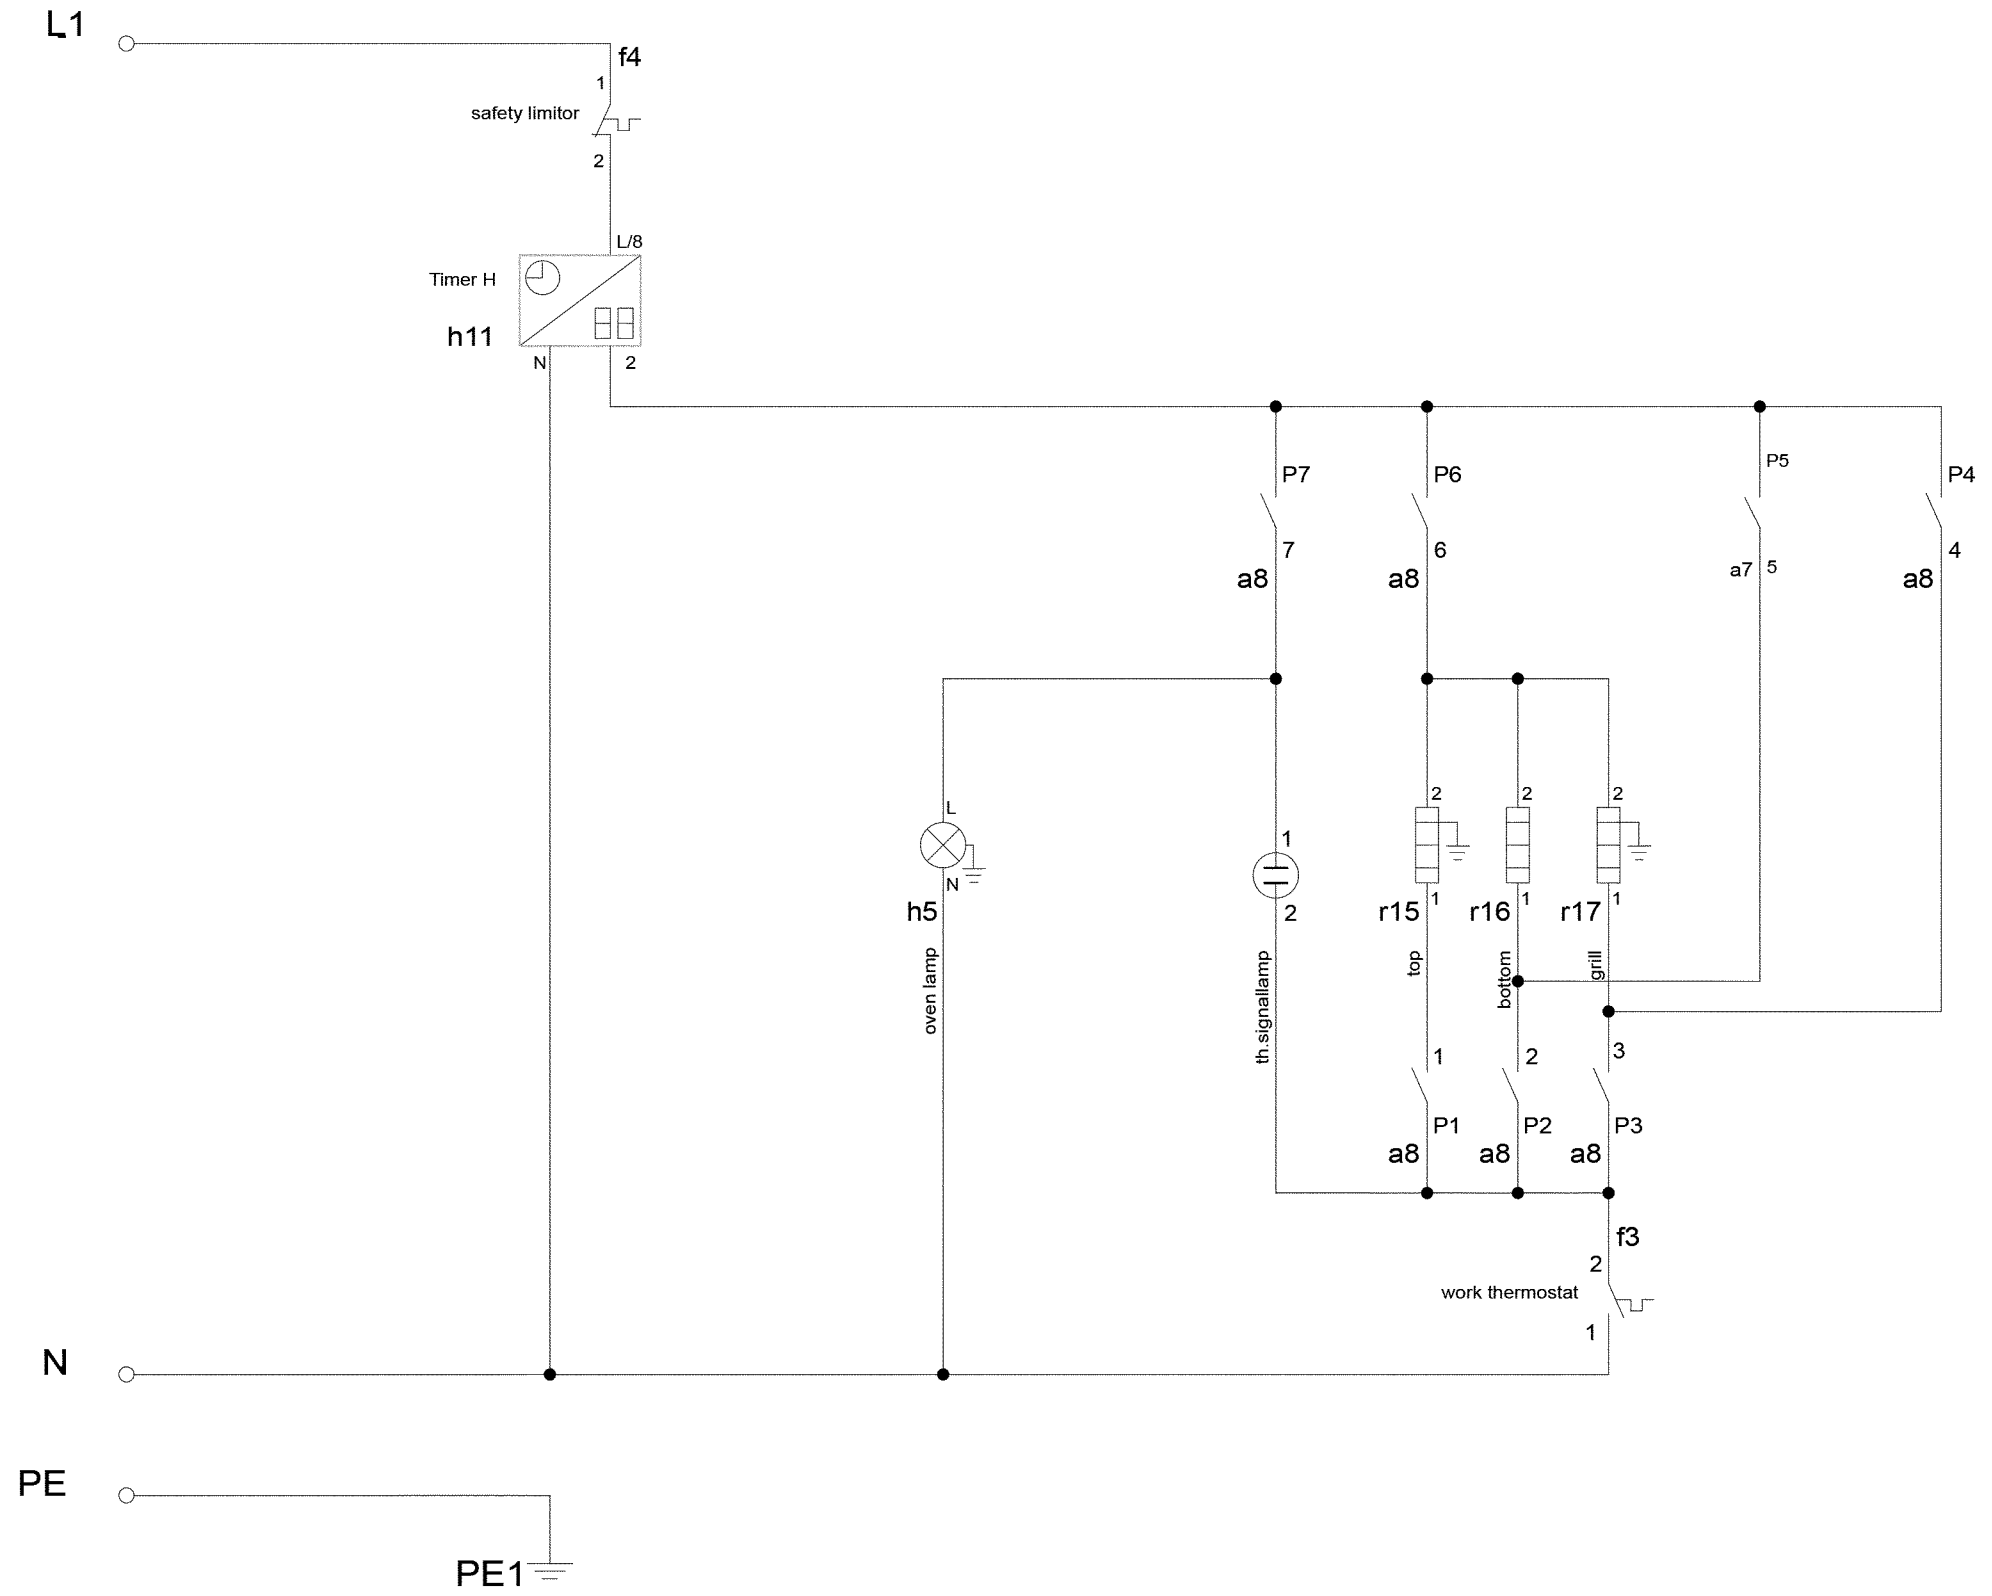 L1
f4
1
safety limitor
2
L/8
Timer H
h11
N
2
P7
P6
P5
P4
7
6
a7 5
4
a8
a8
a8
L
N
h5
oven lamp
1
2
th.signallamp
2
2
2
r15
1
r16
1
r17
1
top
bottom
grill
1
2
3
P1
P2
P3
a8
a8
a8
f3
2
work thermostat
1
N
PE
PE1